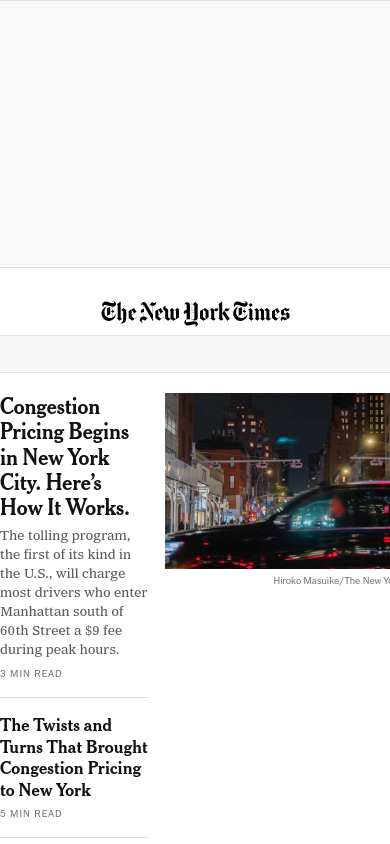 The New York Times
Congestion
Pricing Begins
in New York
City. Here’s
How It Works.
The tolling program,
the first of its kind in
the U.S., will charge
most drivers who enter
Manhattan south of
60th Street a $9 fee
during peak hours.
3 MIN READ
Hiroko Masuike/The New
The Twists and
Turns That Brought
Congestion Pricing
to New York
5 MIN READ